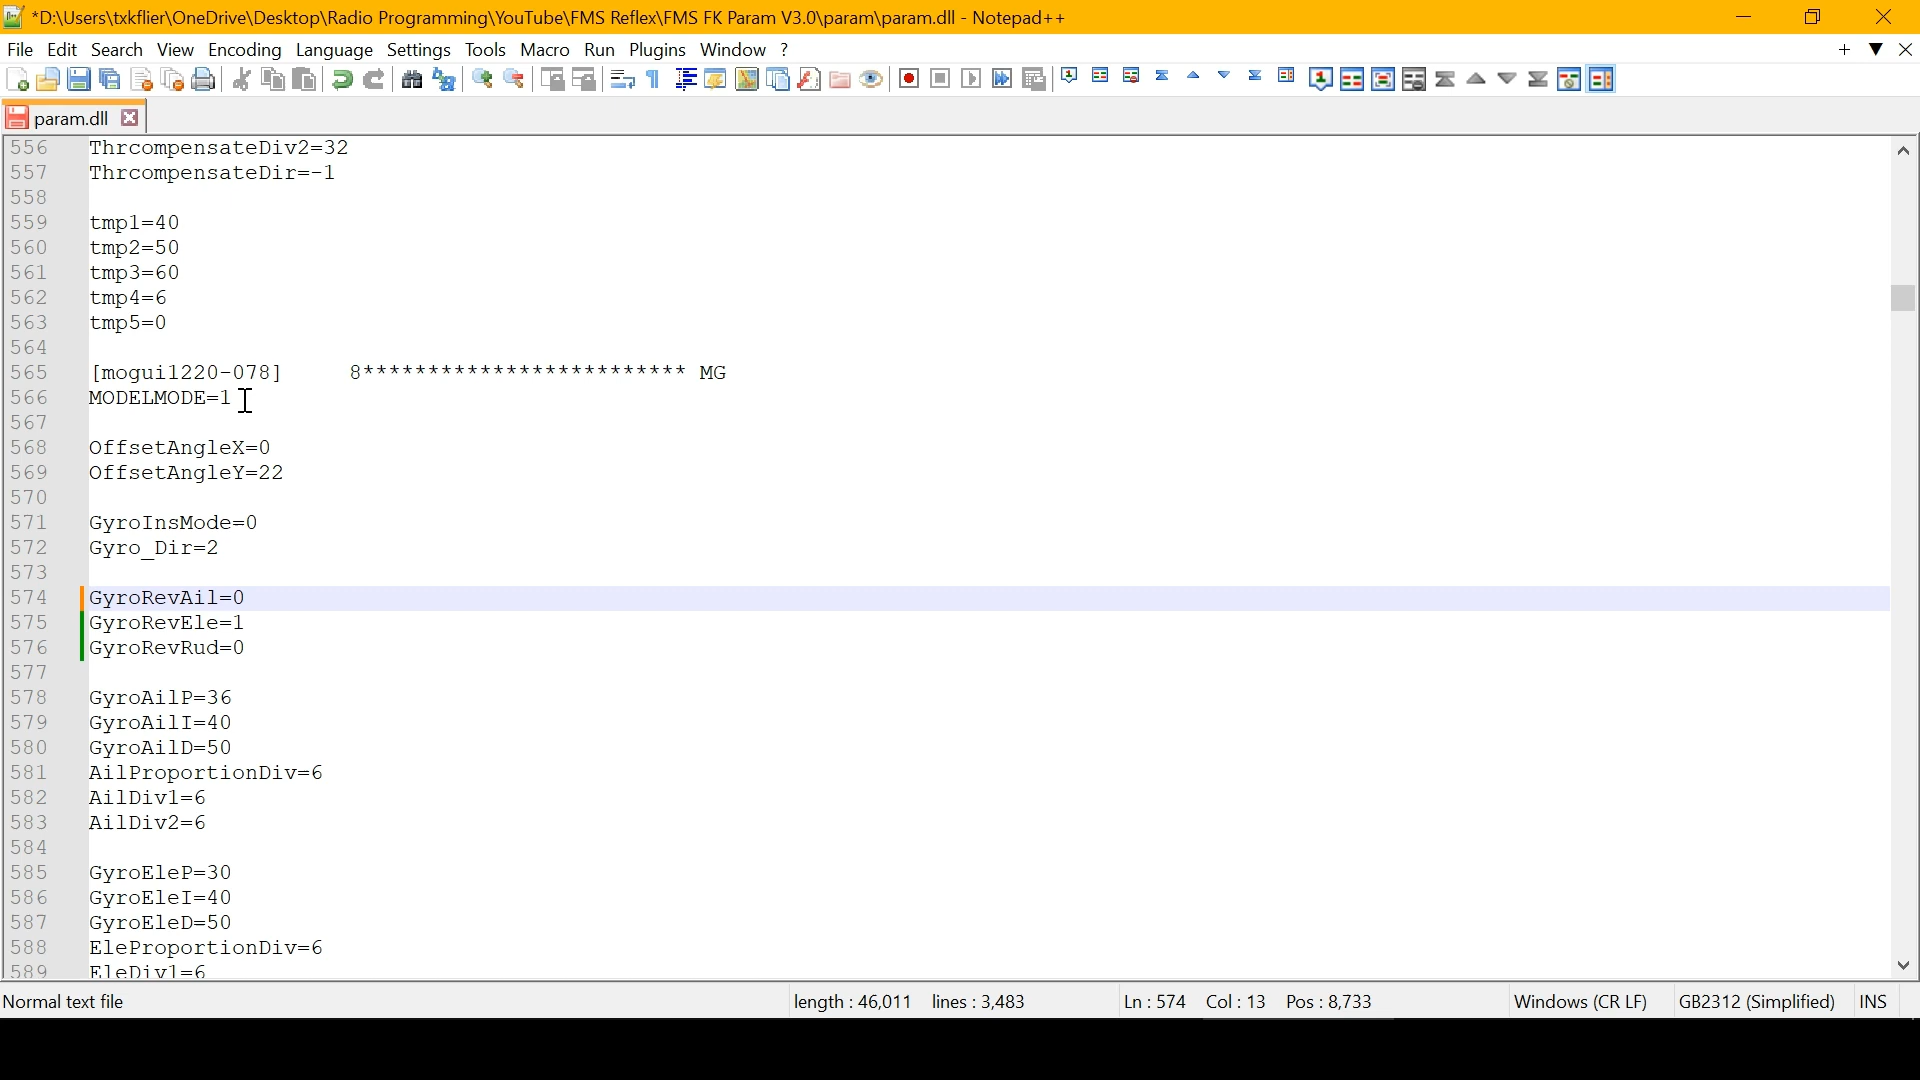 *D:\Users\txkflier\OneDrive\Desktop\Radio Programming\YouTube\FMS Reflex\FMS FK Param V3.0\param\param.dll - Notepad++
File Edit Search View Encoding Language Settings Tools Macro Run Plugins Window ?
param.dll
556 ThrcompensateDiv2=32
557 ThrcompensateDir=-1
558
559 tmp1=40
560 tmp2=50
561 tmp3=60
562 tmp4=6
563 tmp5=0
564
565 [mogui1220-078] 8************************* MG
566 MODELMODE=1
567
568 OffsetAngleX=0
569 OffsetAngleY=22
570
571 GyroInsMode=0
572 Gyro_Dir=2
573
574 GyroRevAil=0
575 GyroRevEle=1
576 GyroRevRud=0
577
578 GyroAilP=36
579 GyroAilI=40
580 GyroAilD=50
581 AilProportionDiv=6
582 AilDiv1=6
583 AilDiv2=6
584
585 GyroEleP=30
586 GyroEleI=40
587 GyroEleD=50
588 EleProportionDiv=6
589 EleDiv1=6
Normal text file length : 46,011 lines : 3,483 Ln : 574 Col : 13 Pos : 8,733 Windows (CR LF) GB2312 (Simplified) INS